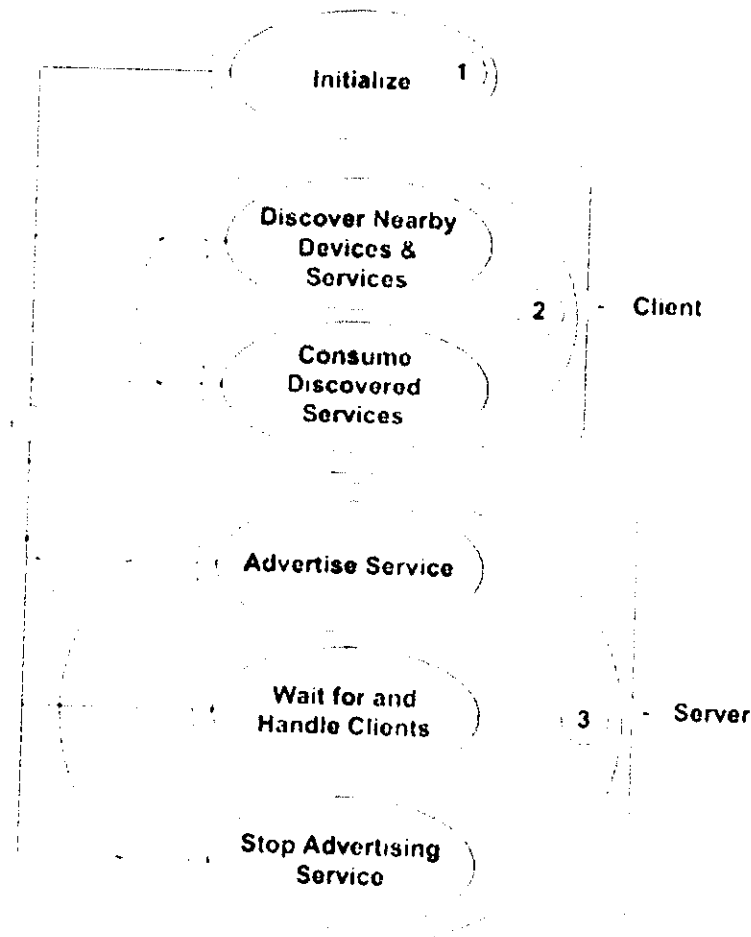 Initialize 1
Discover Nearby
Devices &
Services
2
Client
Consume
Discovered
Services
Advertise Service
Wait for and
Handle Clients
3
Server
Stop Advertising
Service